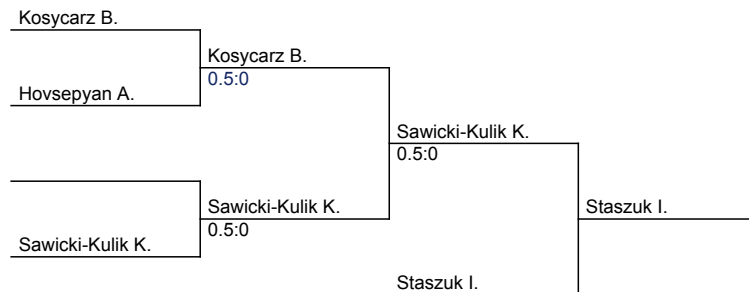 Kosycarz B.
Kosycarz B.
0.5:0
Hovsepyan A.
Sawicki-Kulik K.
0.5:0
Sawicki-Kulik K.
0.5:0
Staszuk I.
Sawicki-Kulik K.
Staszuk I.